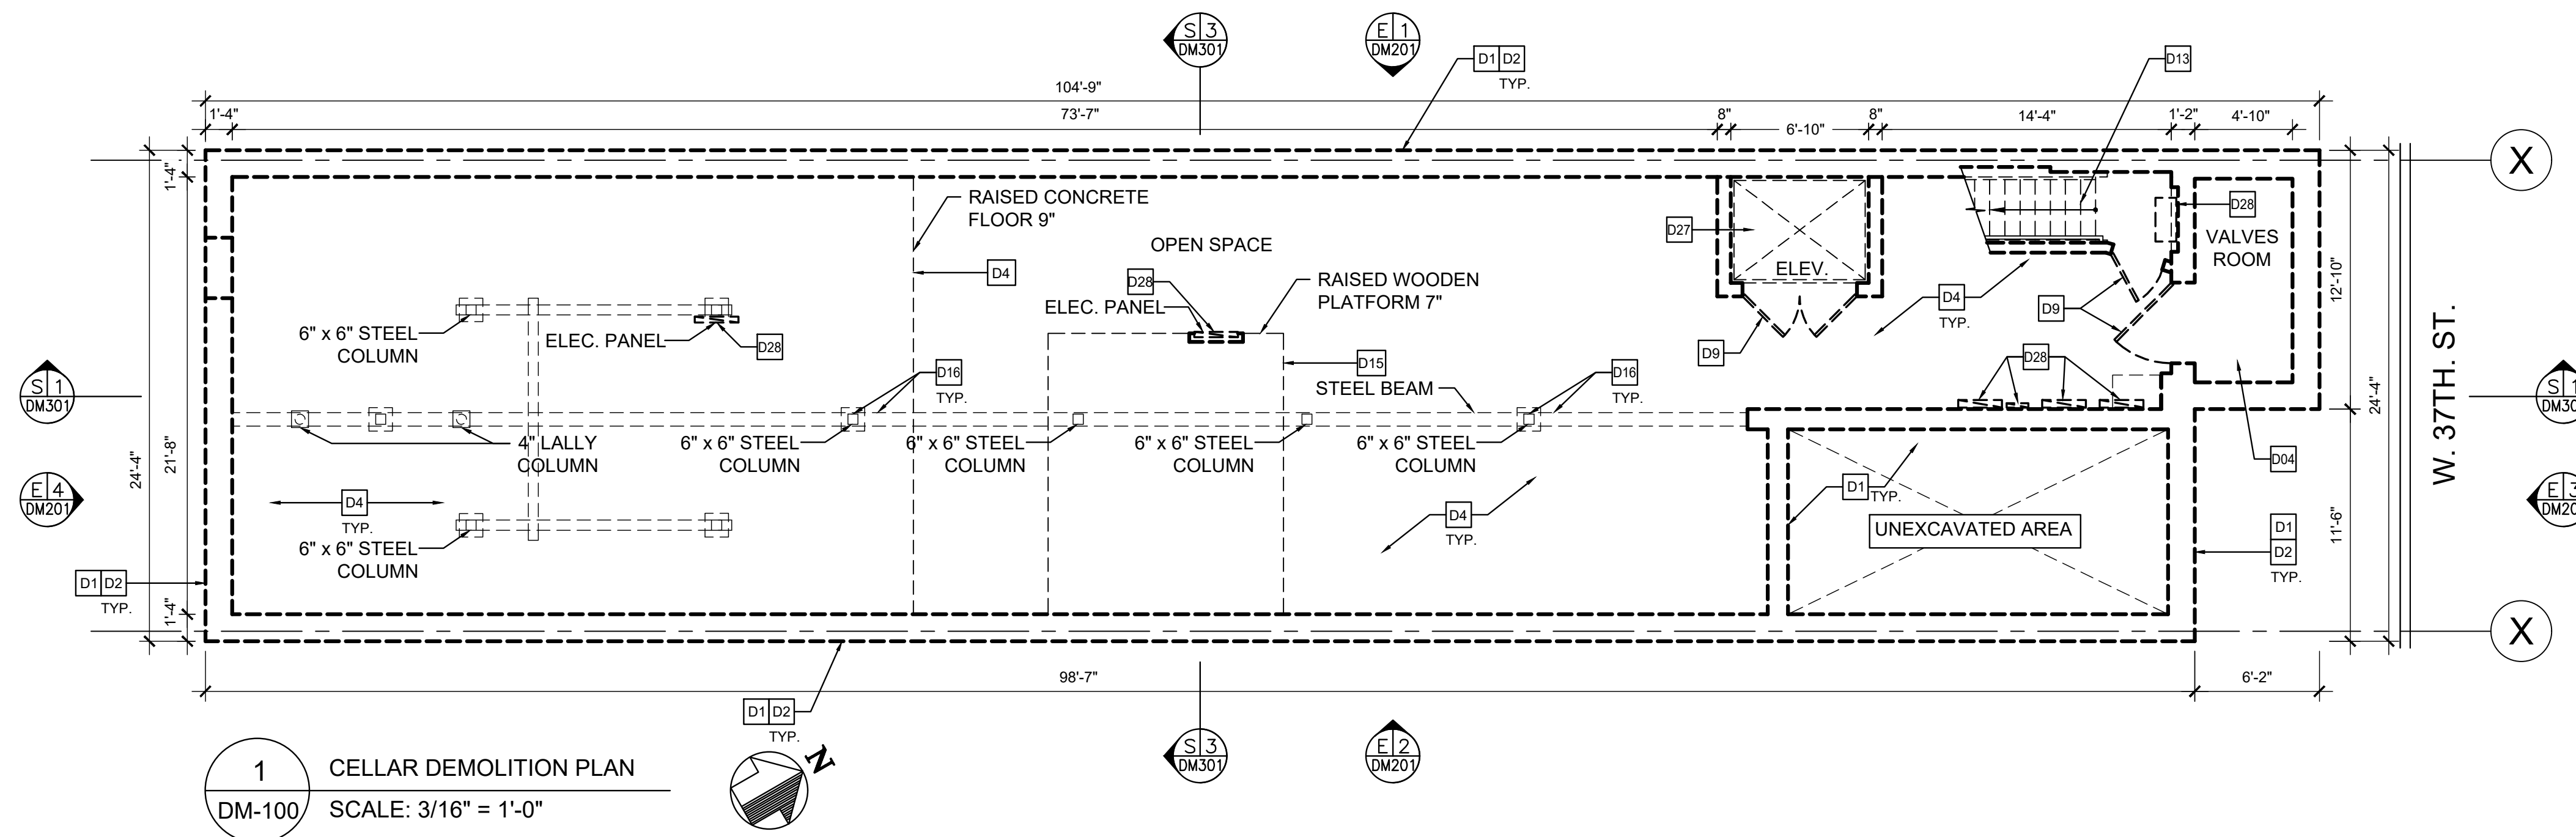 S 3
DM301
E 1
DM201
D1 D2
TYP.
D13
104'-9"
1'-4"
73'-7"
8"
6'-10"
8"
14'-4"
1'-2"
4'-10"
1'-4"
X
RAISED CONCRETE
FLOOR 9"
D4
OPEN SPACE
D28
ELEC. PANEL
RAISED WOODEN
PLATFORM 7"
D27
ELEV.
D28
VALVES
ROOM
12'-10"
W. 37TH. ST.
6" x 6" STEEL
COLUMN
ELEC. PANEL
D28
D4
TYP.
D9
D9
S 1
DM301
D16
TYP.
D15
STEEL BEAM
D16
TYP.
D28
24'-4"
S 1
DM30
24'-4"
21'-8"
4" LALLY
COLUMN
6" x 6" STEEL
COLUMN
6" x 6" STEEL
COLUMN
6" x 6" STEEL
COLUMN
6" x 6" STEEL
COLUMN
D04
E 4
DM201
D4
TYP.
D4
TYP.
D1
TYP.
UNEXCAVATED AREA
D1
D2
TYP.
11'-6"
E 3
DM20
6" x 6" STEEL
COLUMN
D1 D2
TYP.
1'-4"
X
98'-7"
6'-2"
D1 D2
TYP.
N
S 3
DM301
E 2
DM201
1
DM-100
CELLAR DEMOLITION PLAN
SCALE: 3/16" = 1'-0"